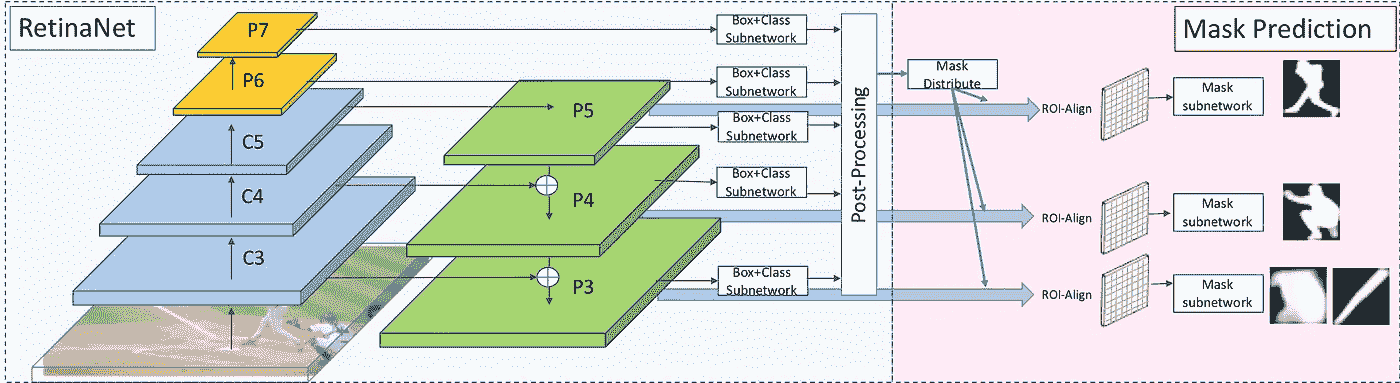 RetinaNet
Mask Prediction
P7
P6
C5
C4
C3
P5
P4
P3
Box+Class
Subnetwork
Box+Class
Subnetwork
Box+Class
Subnetwork
Box+Class
Subnetwork
Box+Class
Subnetwork
Post-Processing
Mask
Distribute
ROI-Align
Mask
subnetwork
ROI-Align
Mask
subnetwork
ROI-Align
Mask
subnetwork